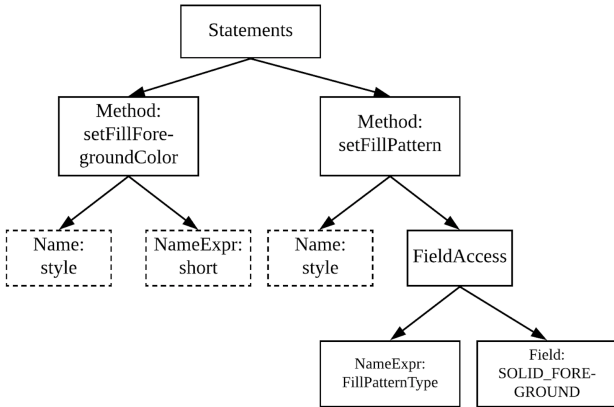 Statements
Method:
setFillFore-
groundColor
Method:
setFillPattern
Name:
style
NameExpr:
short
Name:
style
FieldAccess
NameExpr:
FillPatternType
Field:
SOLID_FORE-
GROUND